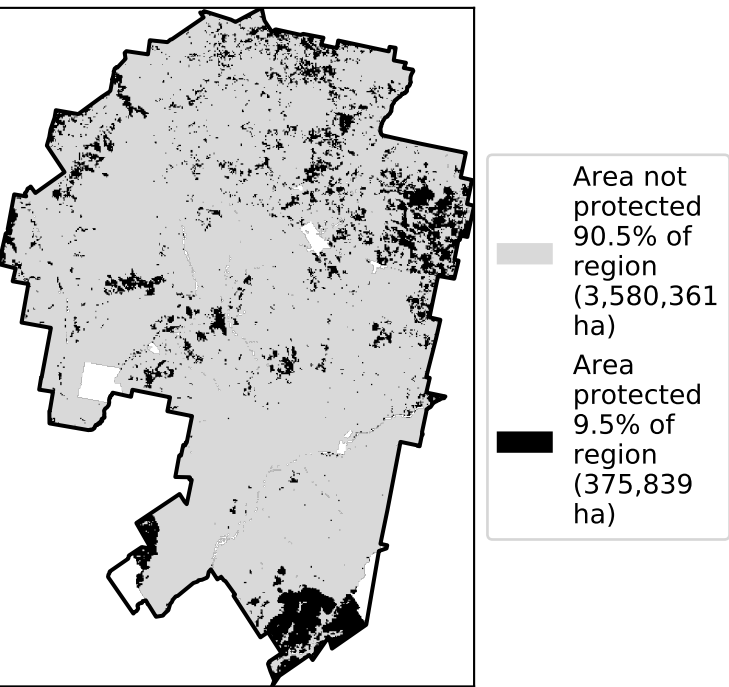 Area not
protected
90.5% of
region
(3,580,361
ha)
Area
protected
9.5% of
region
(375,839
ha)